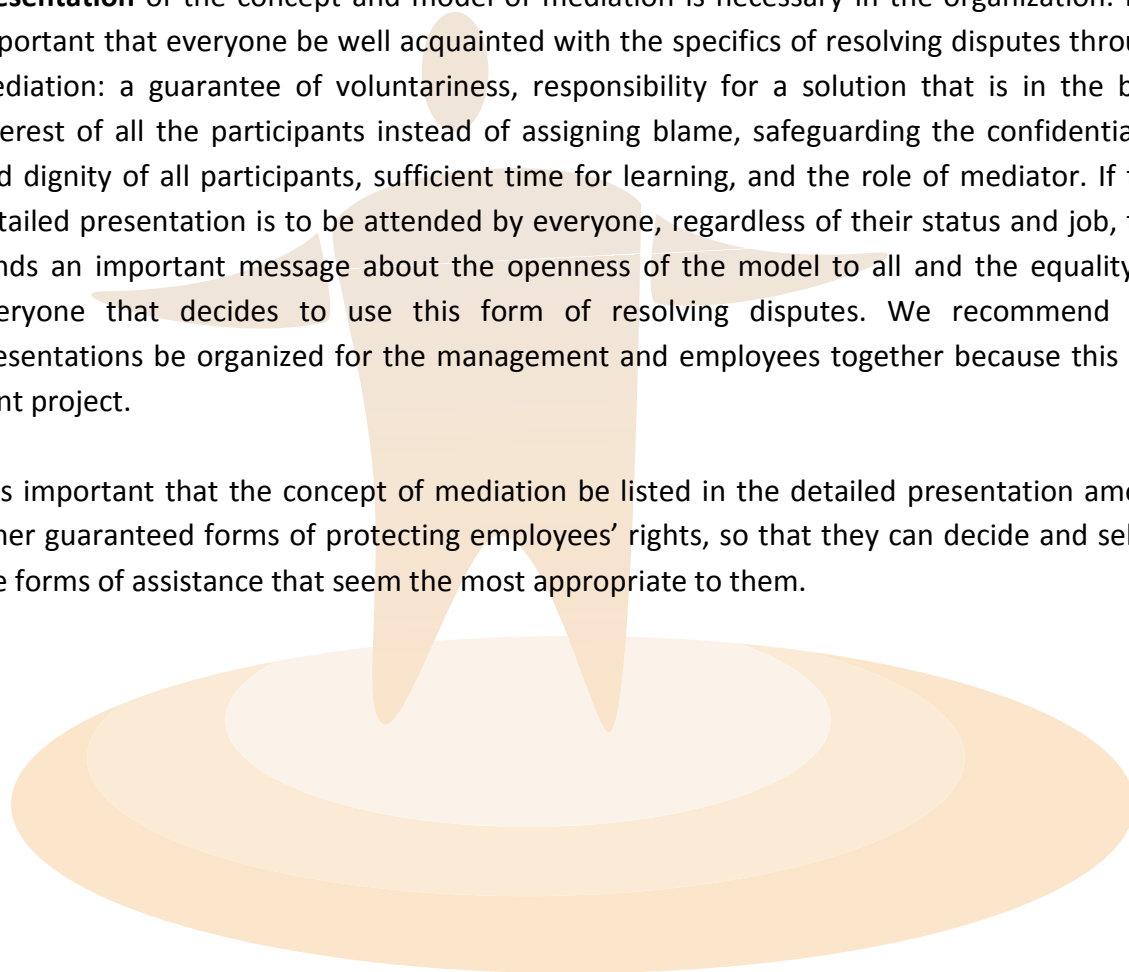 esentation of the concept and model of mediation is necessary in the organization. I
portant that everyone be well acquainted with the specifics of resolving disputes throu
ediation: a guarantee of voluntariness, responsibility for a solution that is in the b
erest of all the participants instead of assigning blame, safeguarding the confidentia
d dignity of all participants, sufficient time for learning, and the role of mediator. If t
tailed presentation is to be attended by everyone, regardless of their status and job, t
nds an important message about the openness of the model to all and the equality
eryone that decides to use this form of resolving disputes. We recommend
esentations be organized for the management and employees together because this
nt project.
s important that the concept of mediation be listed in the detailed presentation amo
her guaranteed forms of protecting employees’ rights, so that they can decide and sel
e forms of assistance that seem the most appropriate to them.